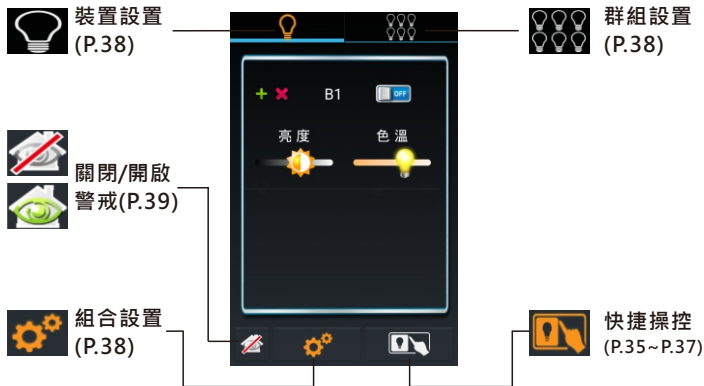 裝置設置
(P.38)
群組設置
(P.38)
B1
OFF
亮度
色溫
關閉/開啟
警戒(P.39)
組合設置
(P.38)
快捷操控
(P.35~P.37)